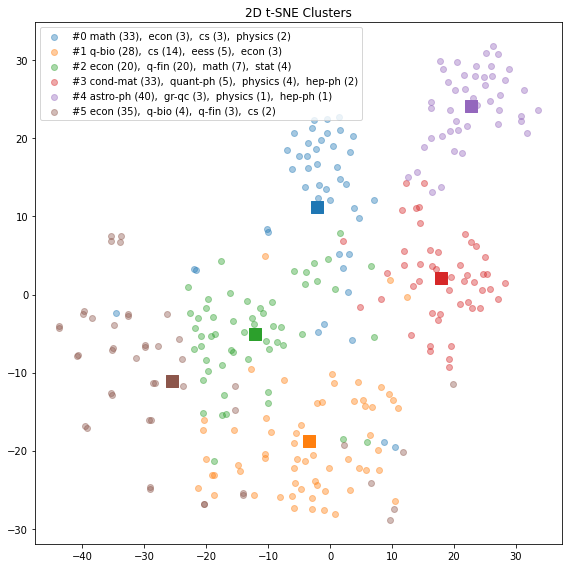 2D t-SNE Clusters
#0 math (33), econ (3), cs (3), physics (2)
#1 q-bio (28), cs (14), eess (5), econ (3)
#2 econ (20), q-fin (20), math (7), stat (4)
#3 cond-mat (33), quant-ph (5), physics (4), hep-ph (2)
#4 astro-ph (40), gr-qc (3), physics (1), hep-ph (1)
#5 econ (35), q-bio (4), q-fin (3), cs (2)
30
20
10
0
−10
−20
−30
−40 −30 −20 −10 0 10 20 30